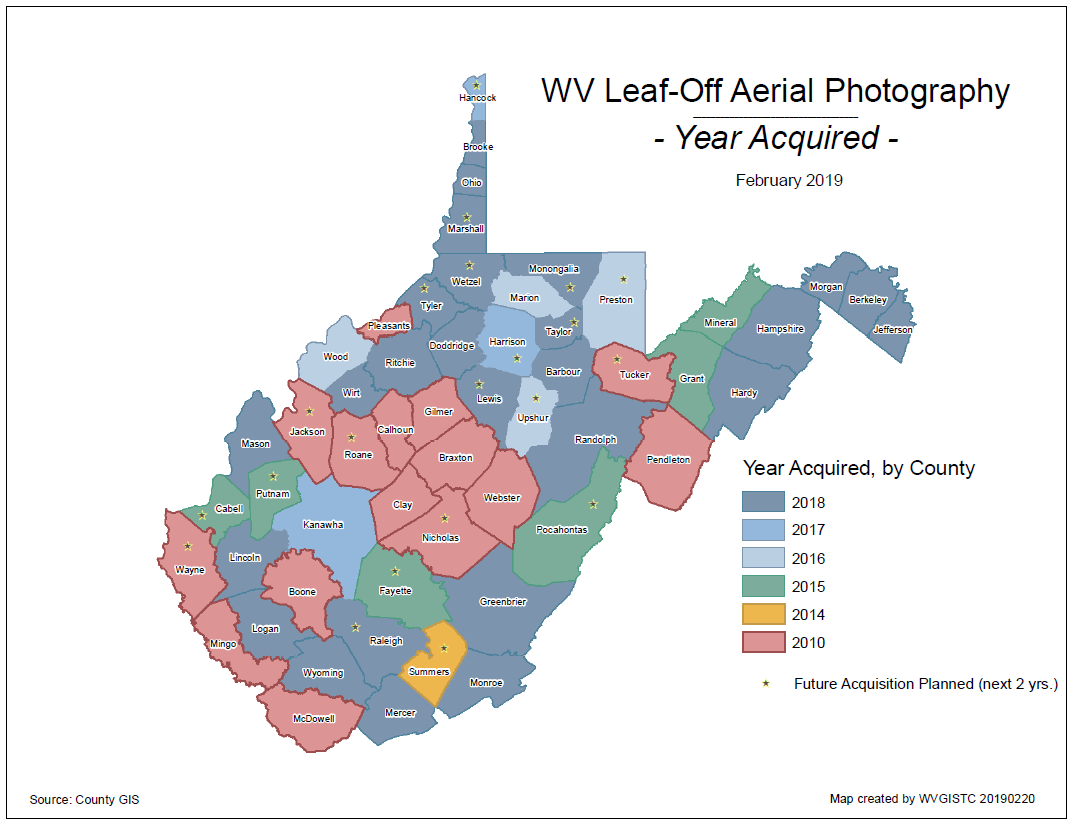 WV Leaf-Off Aerial Photography
- Year Acquired -
February 2019
Hancock
Brooke
Ohio
Marshall
Wetzel
Monongalia
Marion
Preston
Tyler
Pleasants
Taylor
Harrison
Doddridge
Wood
Ritchie
Barbour
Tucker
Morgan
Berkeley
Jefferson
Mineral
Hampshire
Grant
Hardy
Wirt
Lewis
Upshur
Gilmer
Calhoun
Jackson
Roane
Mason
Randolph
Braxton
Pendleton
Putnam
Webster
Cabell
Clay
Kanawha
Nicholas
Pocahontas
Wayne
Lincoln
Boone
Fayette
Greenbrier
Logan
Raleigh
Mingo
Wyoming
Summers
Monroe
McDowell
Mercer
Year Acquired, by County
2018
2017
2016
2015
2014
2010
Future Acquisition Planned (next 2 yrs.)
Source: County GIS
Map created by WVGISTC 20190220